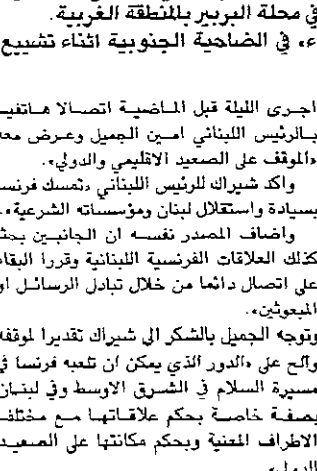 في محلة البربير بالمنطقة الغربية.
ء، في الضاحية الجنوبية اثناء تشييع
اجرى الليلة قبل الماضية اتصالا هاتفيـ
بالرئيس اللبناني امين الجميل وعرض معه
«الموقف على الصعيد الاقليمي والدولي».
واكد شيراك للرئيس اللبناني «تمسك فرنسـ
بسيادة واستقلال لبنان ومؤسساته الشرعية».
واضاف المصدر نفسه ان الجانبين بحثـ
كذلك العلاقات الفرنسية اللبنانية وقررا البقاء
على اتصال دائما من خلال تبادل الرسائل او
المبعوثين».
وتوجه الجميل بالشكر الى شيراك تقديرا لموقفه
والح على «الدور الذي يمكن ان تلعبه فرنسا في
مسيرة السلام في الشرق الاوسط وفي لبنان
بصفة خاصة بحكم علاقاتها مع مختلف
الاطراف المعنية وبحكم مكانتها على الصعيد
الدولي».